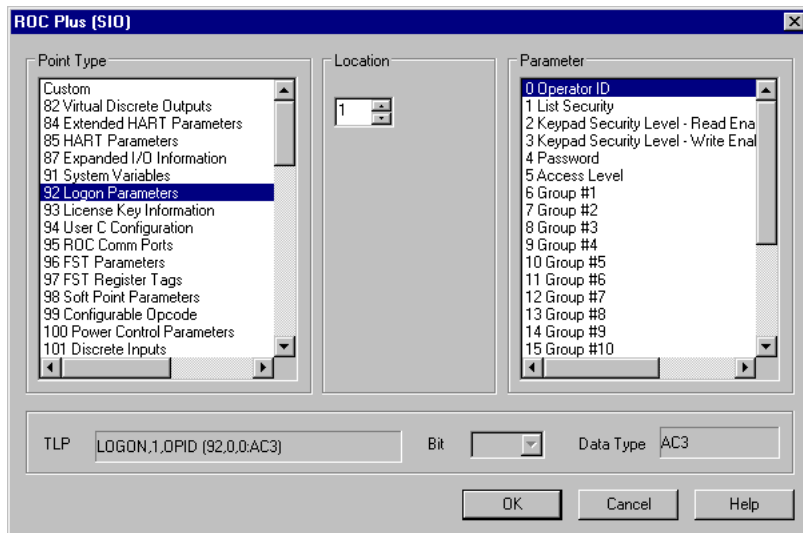 ROC Plus (SIO)
Point Type
Custom
82 Virtual Discrete Outputs
84 Extended HART Parameters
85 HART Parameters
87 Expanded I/O Information
91 System Variables
92 Logon Parameters
93 License Key Information
94 User C Configuration
95 ROC Comm Ports
96 FST Parameters
97 FST Register Tags
98 Soft Point Parameters
99 Configurable Opcode
100 Power Control Parameters
101 Discrete Inputs
Location
1
Parameter
0 Operator ID
1 List Security
2 Keypad Security Level - Read Ena
3 Keypad Security Level - Write Enal
4 Password
5 Access Level
6 Group #1
7 Group #2
8 Group #3
9 Group #4
10 Group #5
11 Group #6
12 Group #7
13 Group #8
14 Group #9
15 Group #10
TLP LOGON,1,OPID (92,0,0:AC3) Bit Data Type AC3
OK Cancel Help